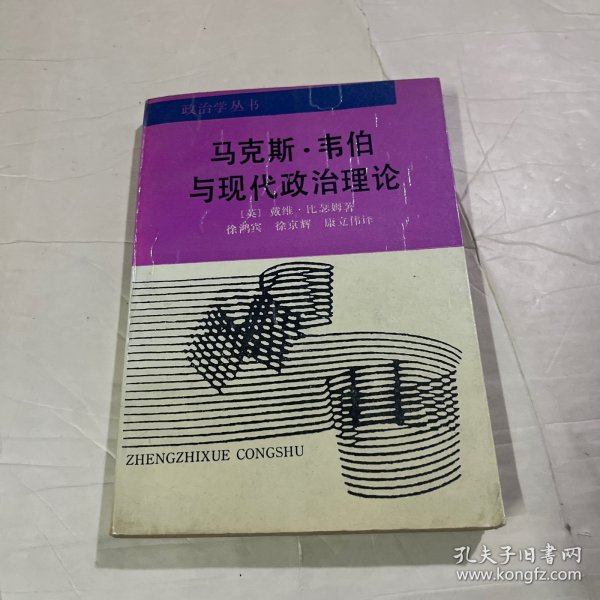 政治学丛书
马克斯·韦伯
与现代政治理论
[英] 戴维·比瑟姆著
徐鸿宾 徐京辉 康立伟译
ZHENGZHIXUE CONGSHU
孔夫子旧书网
www.kongfz.com